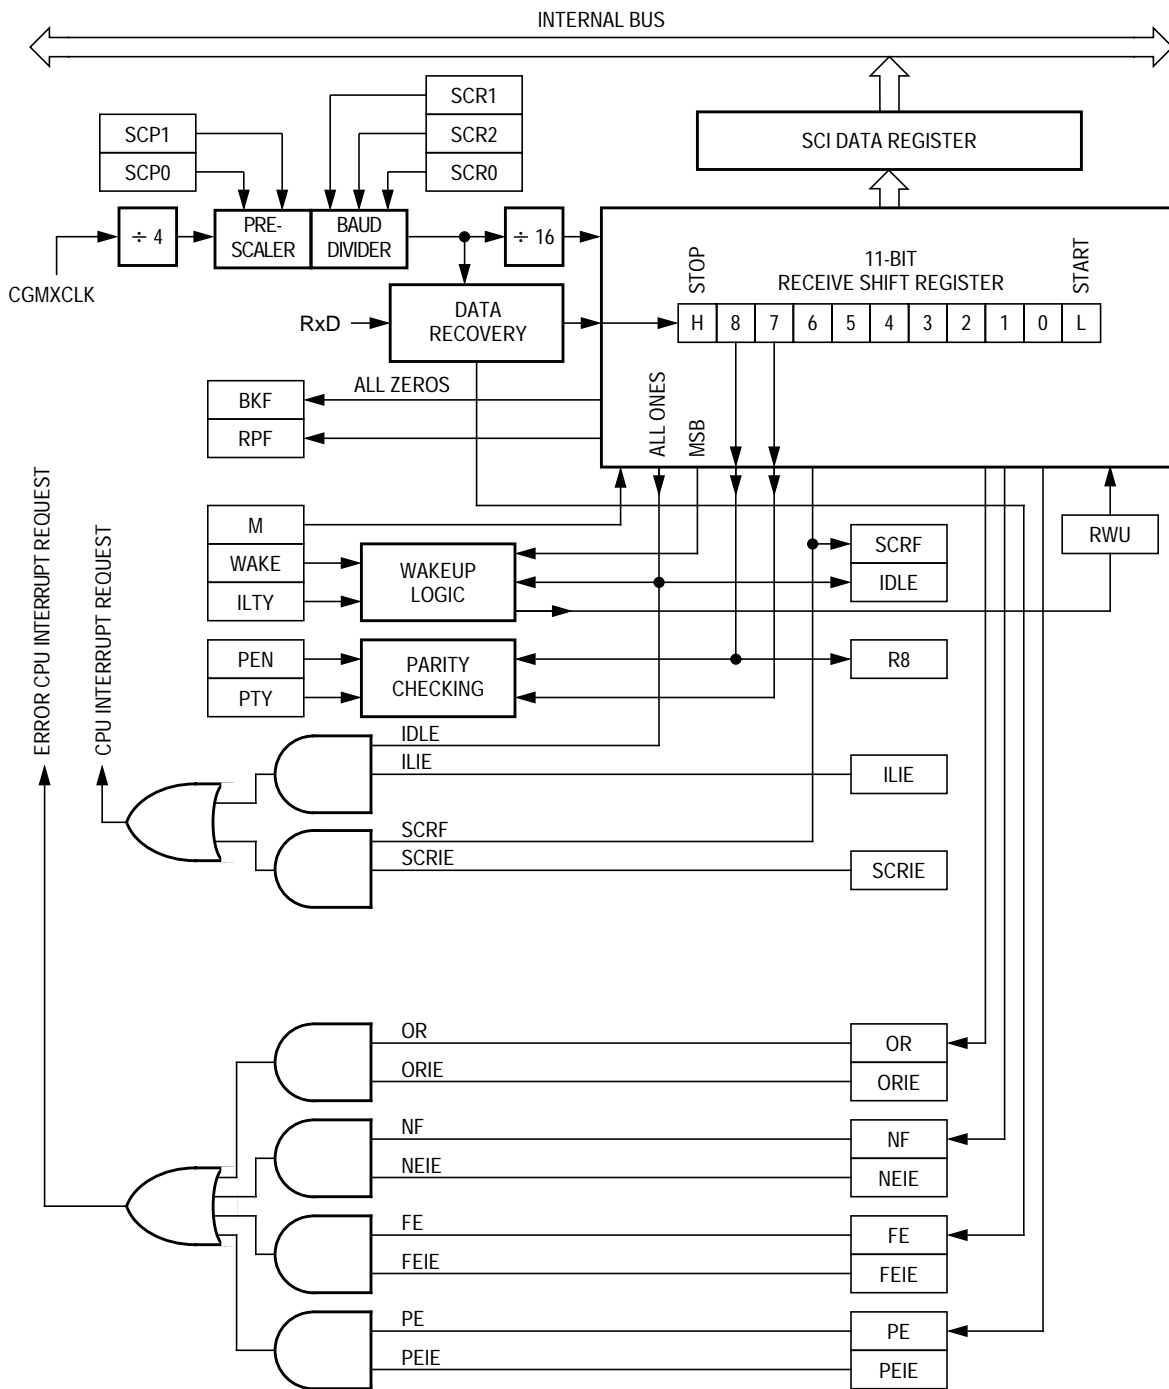 INTERNAL BUS
SCR1
SCP1
SCR2
SCI DATA REGISTER
SCP0
SCR0
÷ 4
PRE-
SCALER
BAUD
DIVIDER
÷ 16
STOP
11-BIT
RECEIVE SHIFT REGISTER
START
CGMXCLK
RxD
DATA
RECOVERY
H 8 7 6 5 4 3 2 1 0 L
ALL ZEROS
BKF
RPF
ALL ONES
MSB
ERROR CPU INTERRUPT REQUEST
CPU INTERRUPT REQUEST
M
RWU
WAKE
WAKEUP
LOGIC
SCRF
IDLE
ILTY
PEN
PARITY
CHECKING
R8
PTY
IDLE
ILIE
ILIE
SCRF
SCRIE
SCRIE
OR
OR
ORIE
ORIE
NF
NF
NEIE
NEIE
FE
FE
FEIE
FEIE
PE
PE
PEIE
PEIE